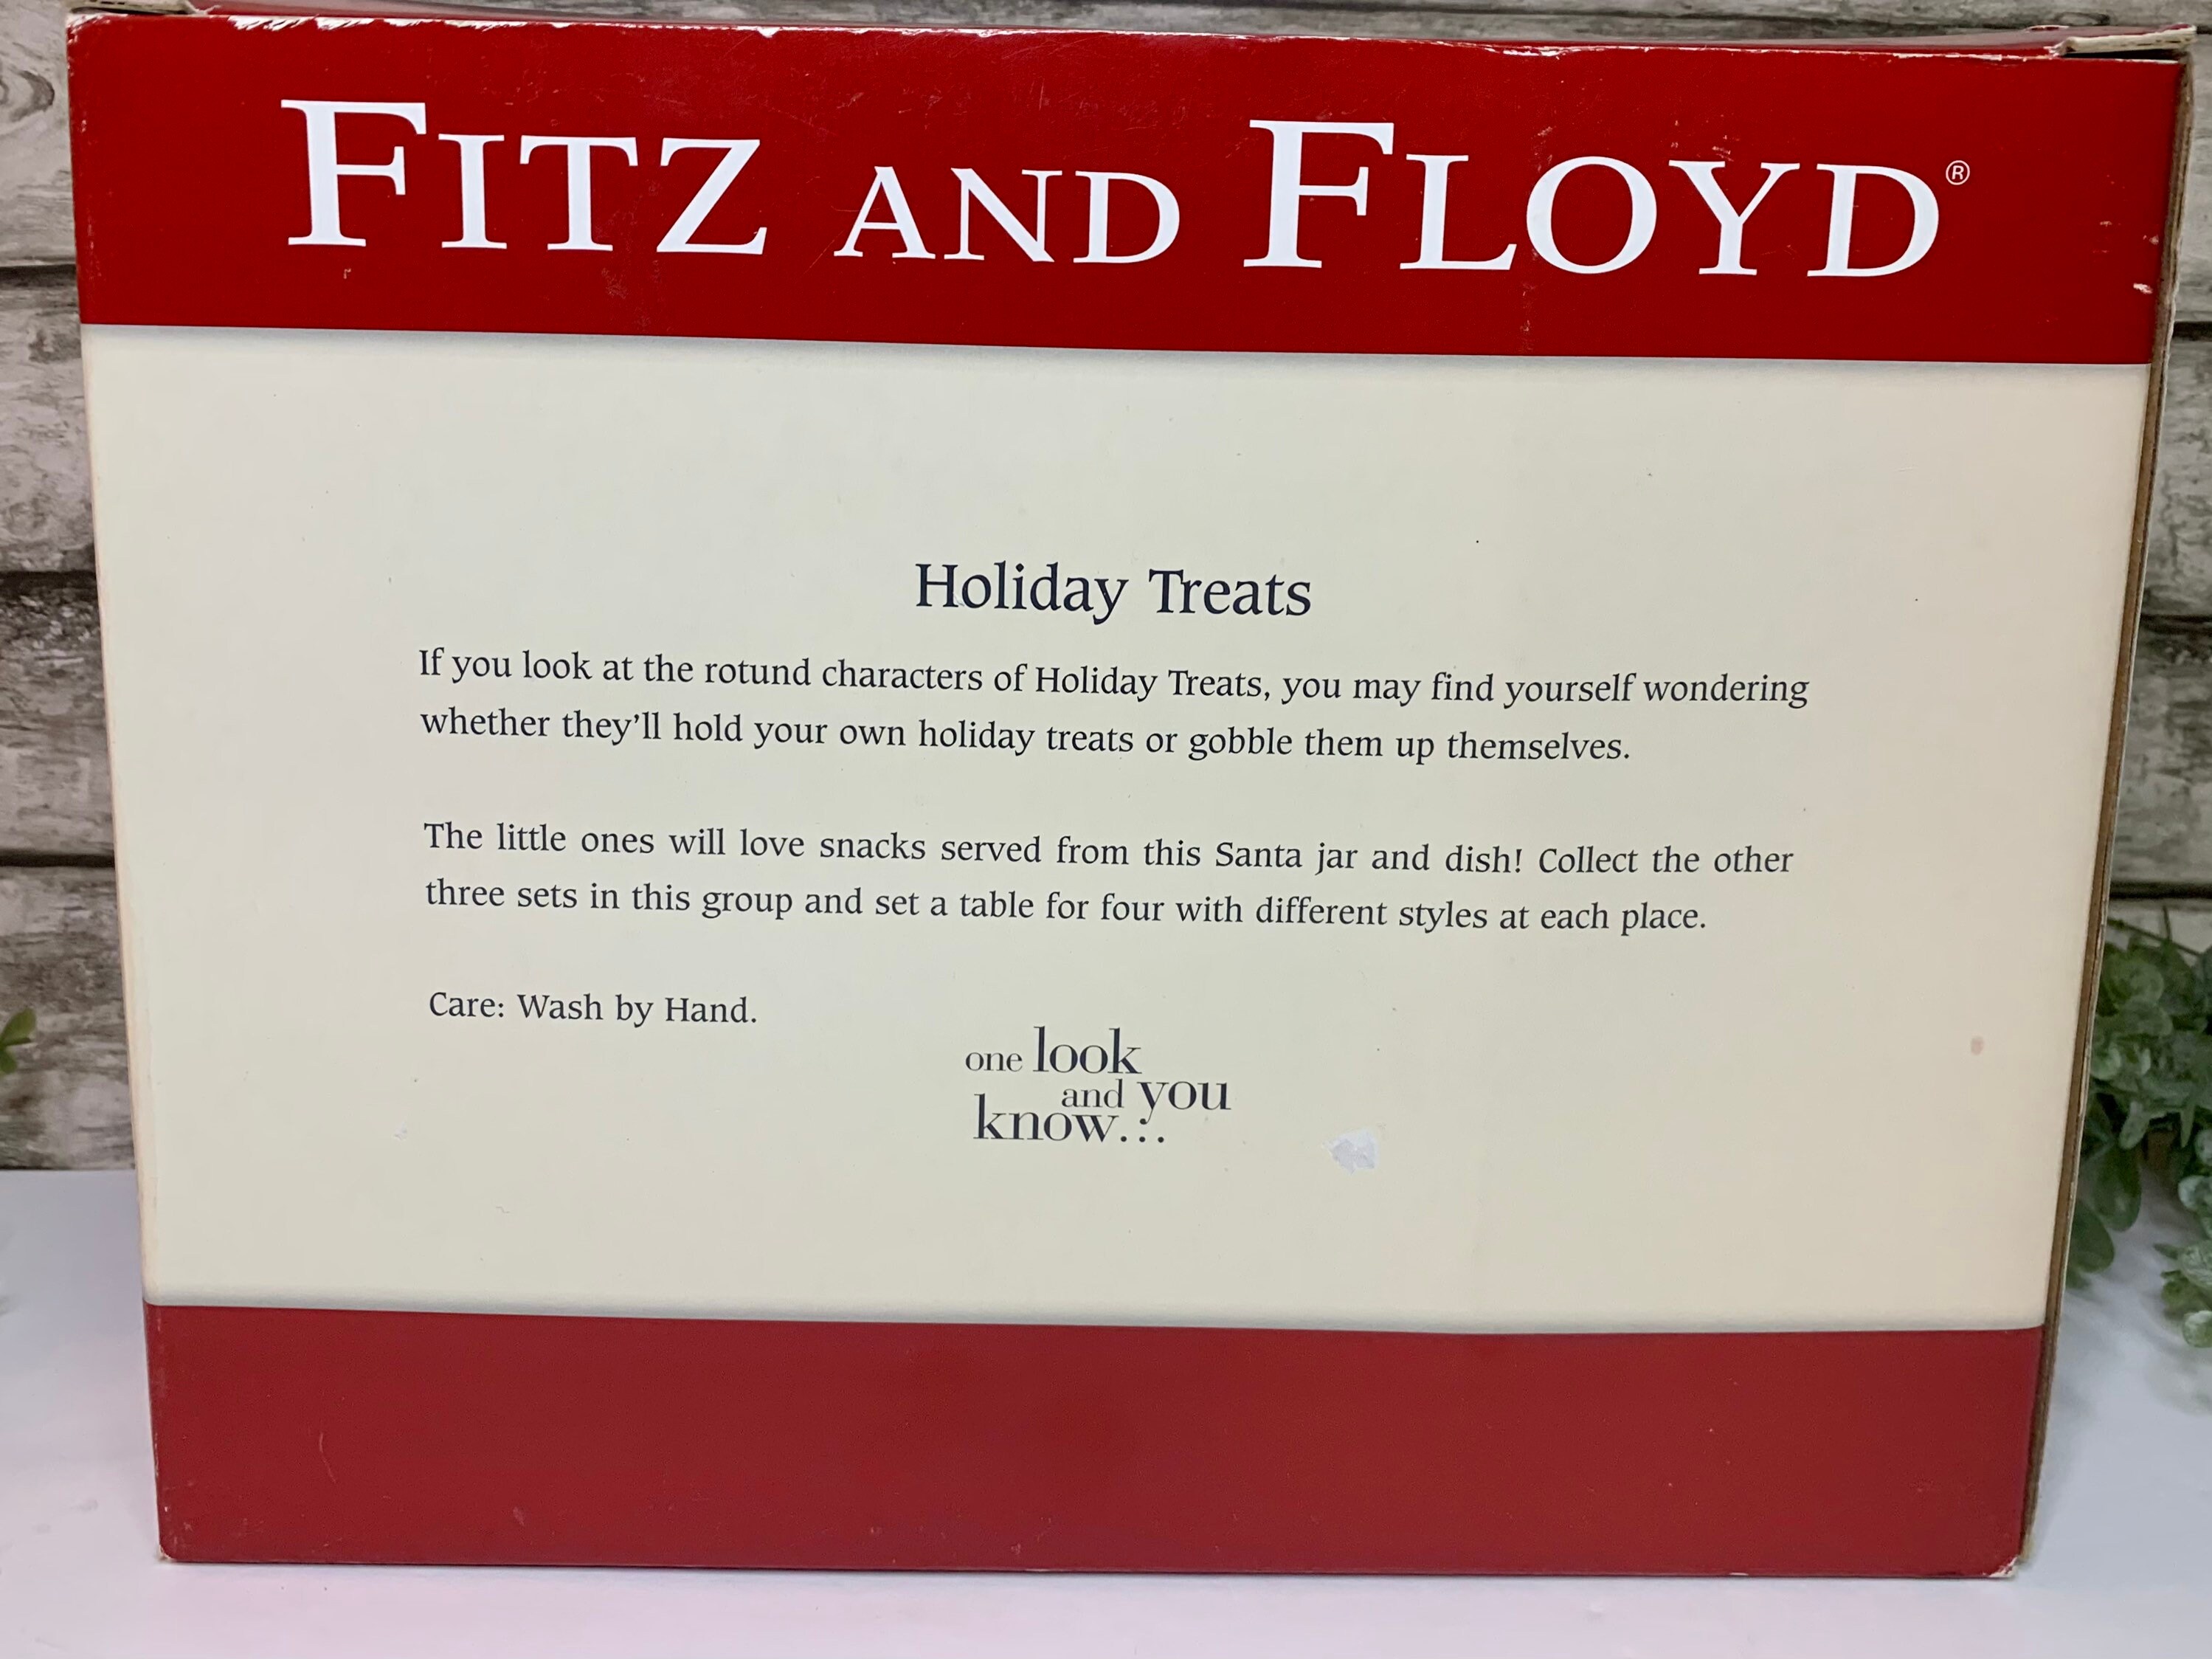 FITZ AND FLOYD®
Holiday Treats
If you look at the rotund characters of Holiday Treats, you may find yourself wondering
whether they'll hold your own holiday treats or gobble them up themselves.
The little ones will love snacks served from this Santa jar and dish! Collect the other
three sets in this group and set a table for four with different styles at each place.
Care: Wash by Hand.
one look
and you
know...